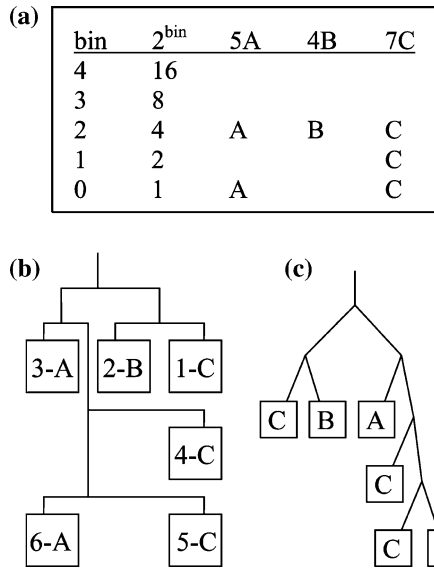 (a)
bin 2^bin 5A 4B 7C
4 16
3 8
2 4 A B C
1 2 C
0 1 A C
(b) (c)
3-A 2-B 1-C
C B A
4-C
C
6-A 5-C
C